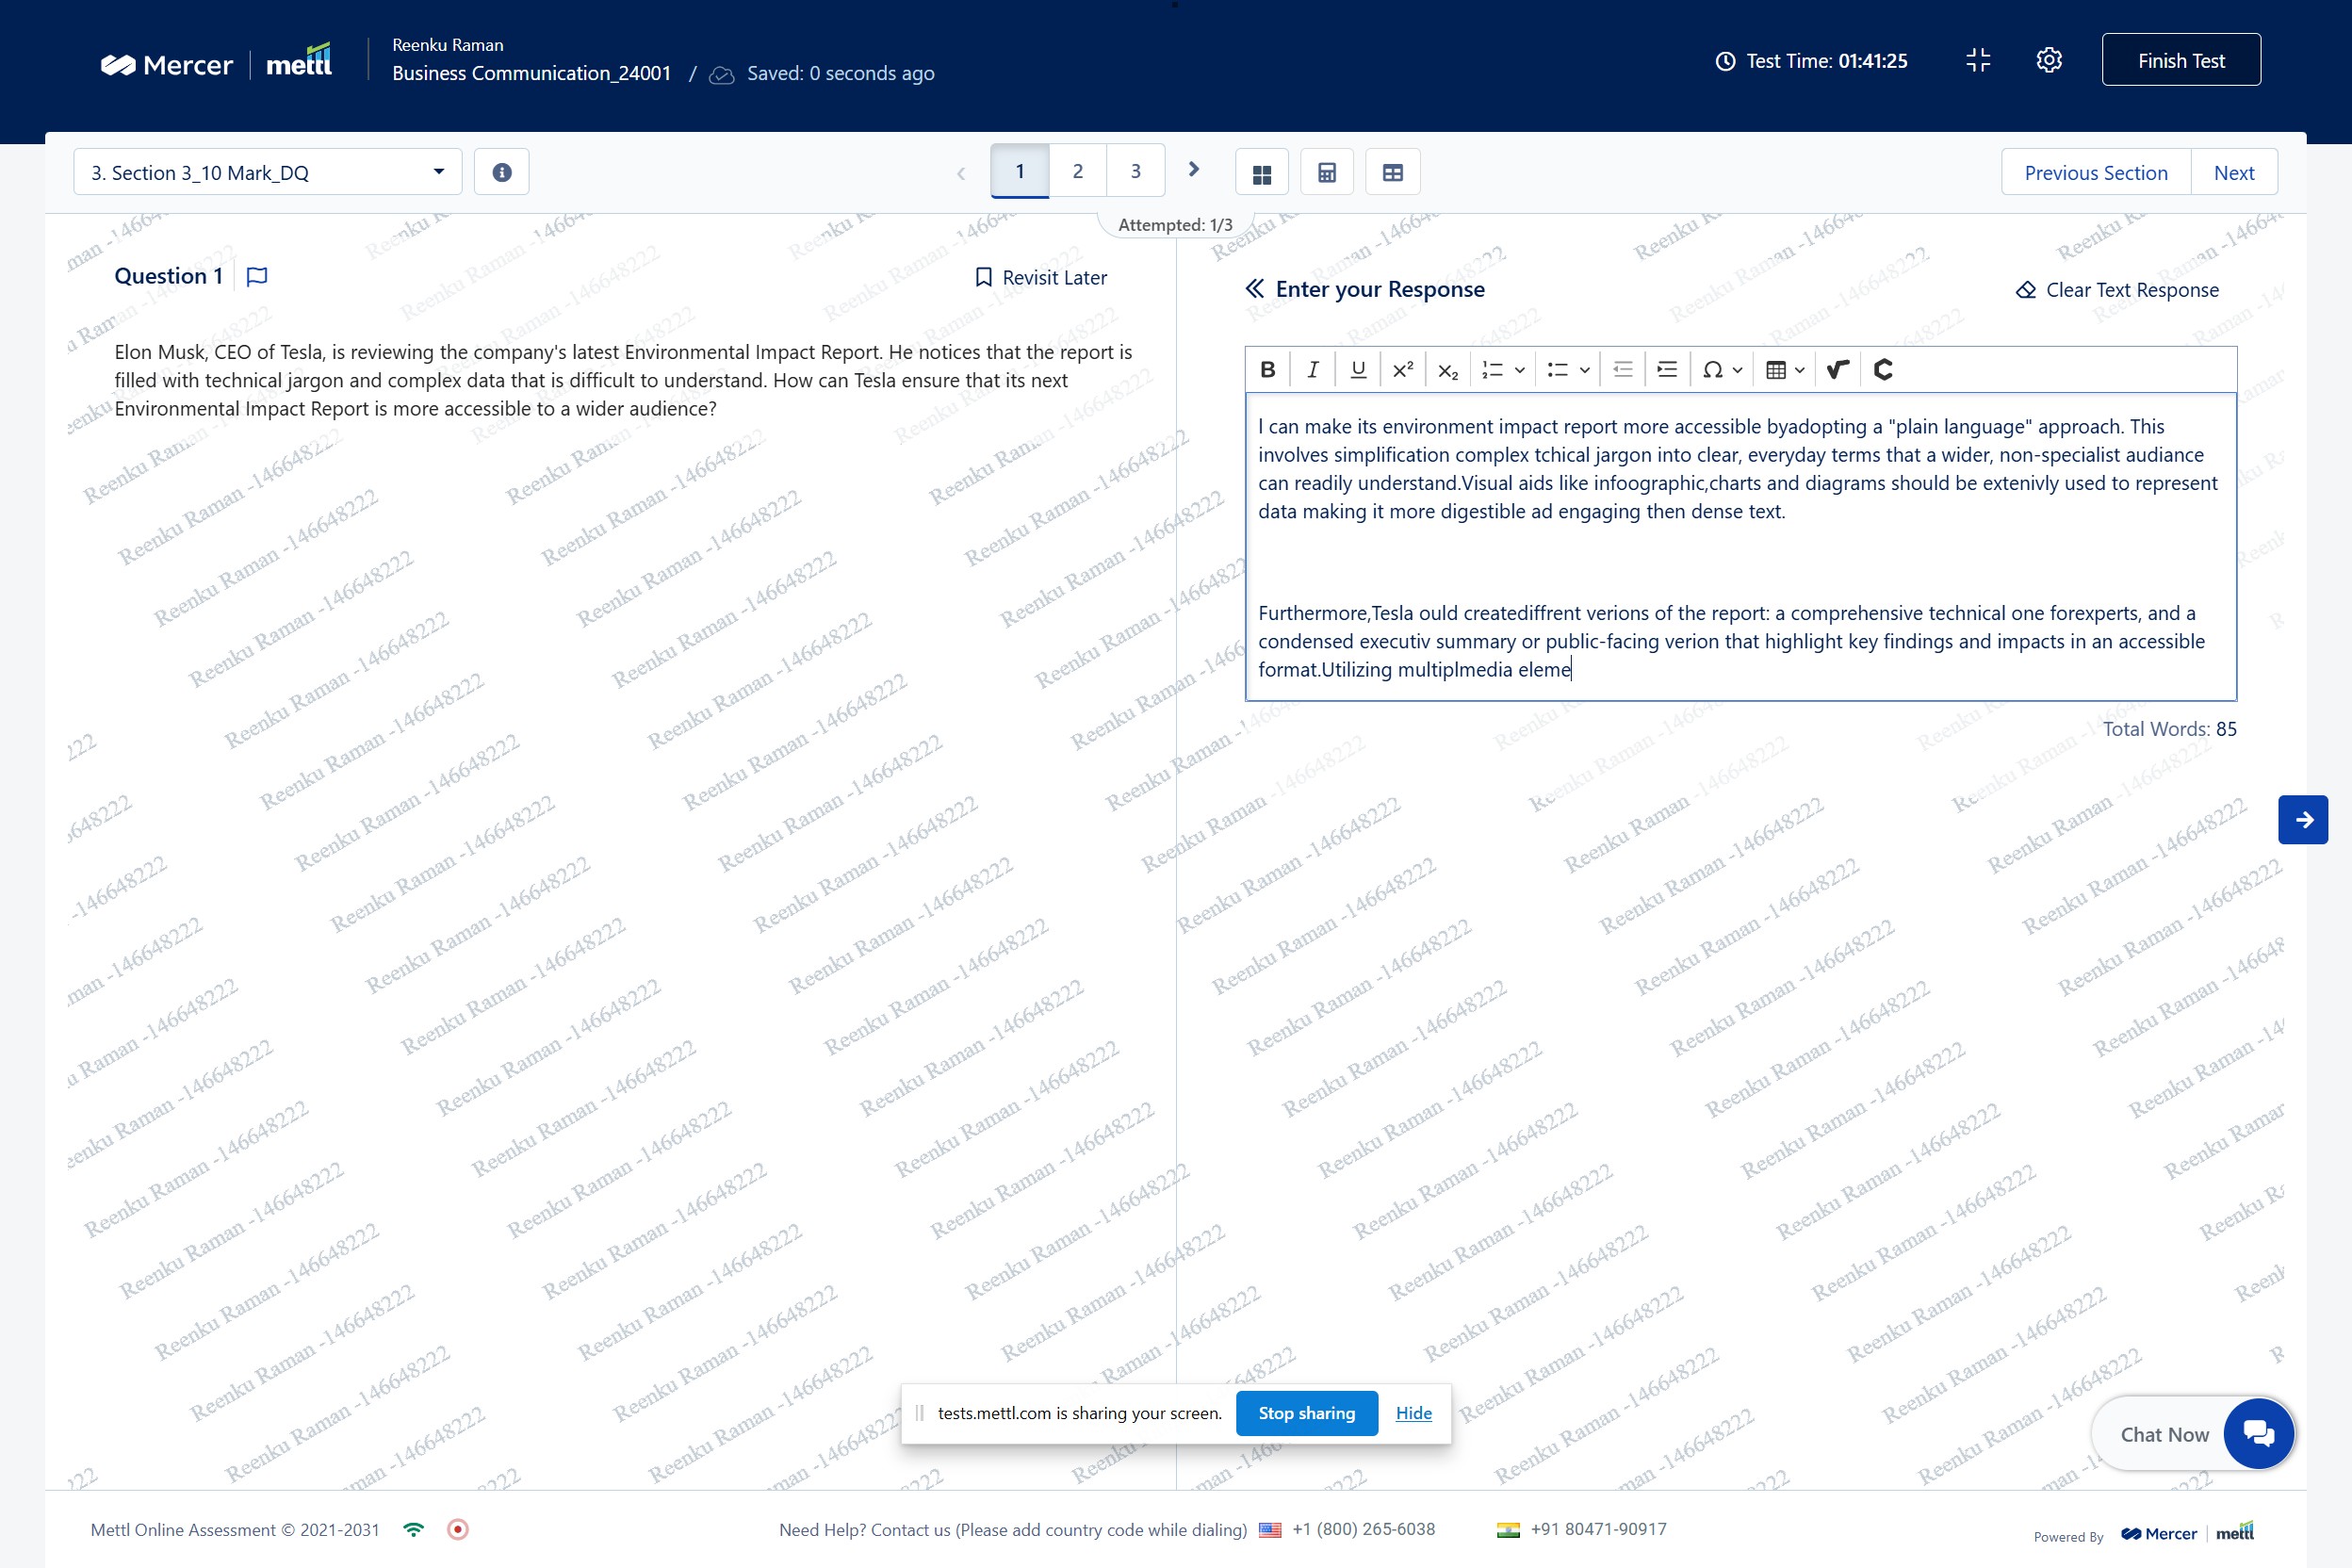 Mercer | mettl
Reenku Raman
Business Communication_24001 / Saved: 0 seconds ago
Test Time: 01:41:25
Finish Test
3. Section 3_10 Mark_DQ
1 2 3
Previous Section Next
Attempted: 1/3
Question 1
Revisit Later
Elon Musk, CEO of Tesla, is reviewing the company's latest Environmental Impact Report. He notices that the report is
filled with technical jargon and complex data that is difficult to understand. How can Tesla ensure that its next
Environmental Impact Report is more accessible to a wider audience?
Enter your Response
Clear Text Response
B I U x² x₂ Ω
I can make its environment impact report more accessible byadopting a "plain language" approach. This
involves simplification complex tchical jargon into clear, everyday terms that a wider, non-specialist audiance
can readily understand.Visual aids like infoographic,charts and diagrams should be extenivly used to represent
data making it more digestible ad engaging then dense text.
Furthermore,Tesla ould creatediffrent verions of the report: a comprehensive technical one forexperts, and a
condensed executiv summary or public-facing verion that highlight key findings and impacts in an accessible
format.Utilizing multiplmedia eleme
Total Words: 85
Reenku Raman -146648222
tests.mettl.com is sharing your screen. Stop sharing Hide
Chat Now
Mettl Online Assessment © 2021-2031
Need Help? Contact us (Please add country code while dialing) +1 (800) 265-6038 +91 80471-90917
Powered By Mercer | mettl